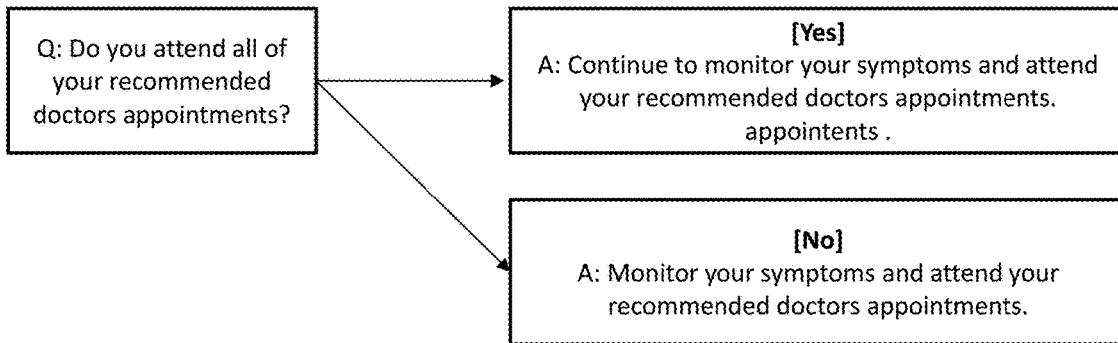 Q: Do you attend all of
your recommended
doctors appointments?
[Yes]
A: Continue to monitor your symptoms and attend
your recommended doctors appointments.
appointents .
[No]
A: Monitor your symptoms and attend your
recommended doctors appointments.